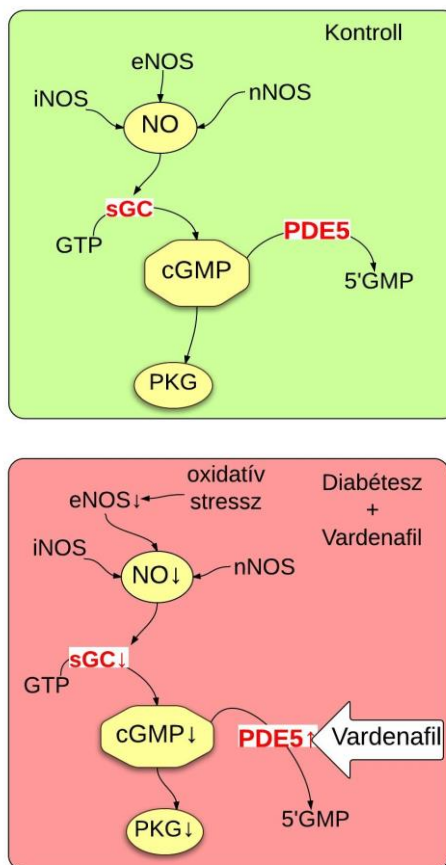 Kontroll
eNOS
iNOS
nNOS
NO
sGC
GTP
PDE5
cGMP
5'GMP
PKG
oxidatív
stressz
Diabétesz
+
Vardenafil
eNOS↓
iNOS
nNOS
NO↓
sGC↓
GTP
cGMP↓
PDE5↑
Vardenafil
5'GMP
PKG↓